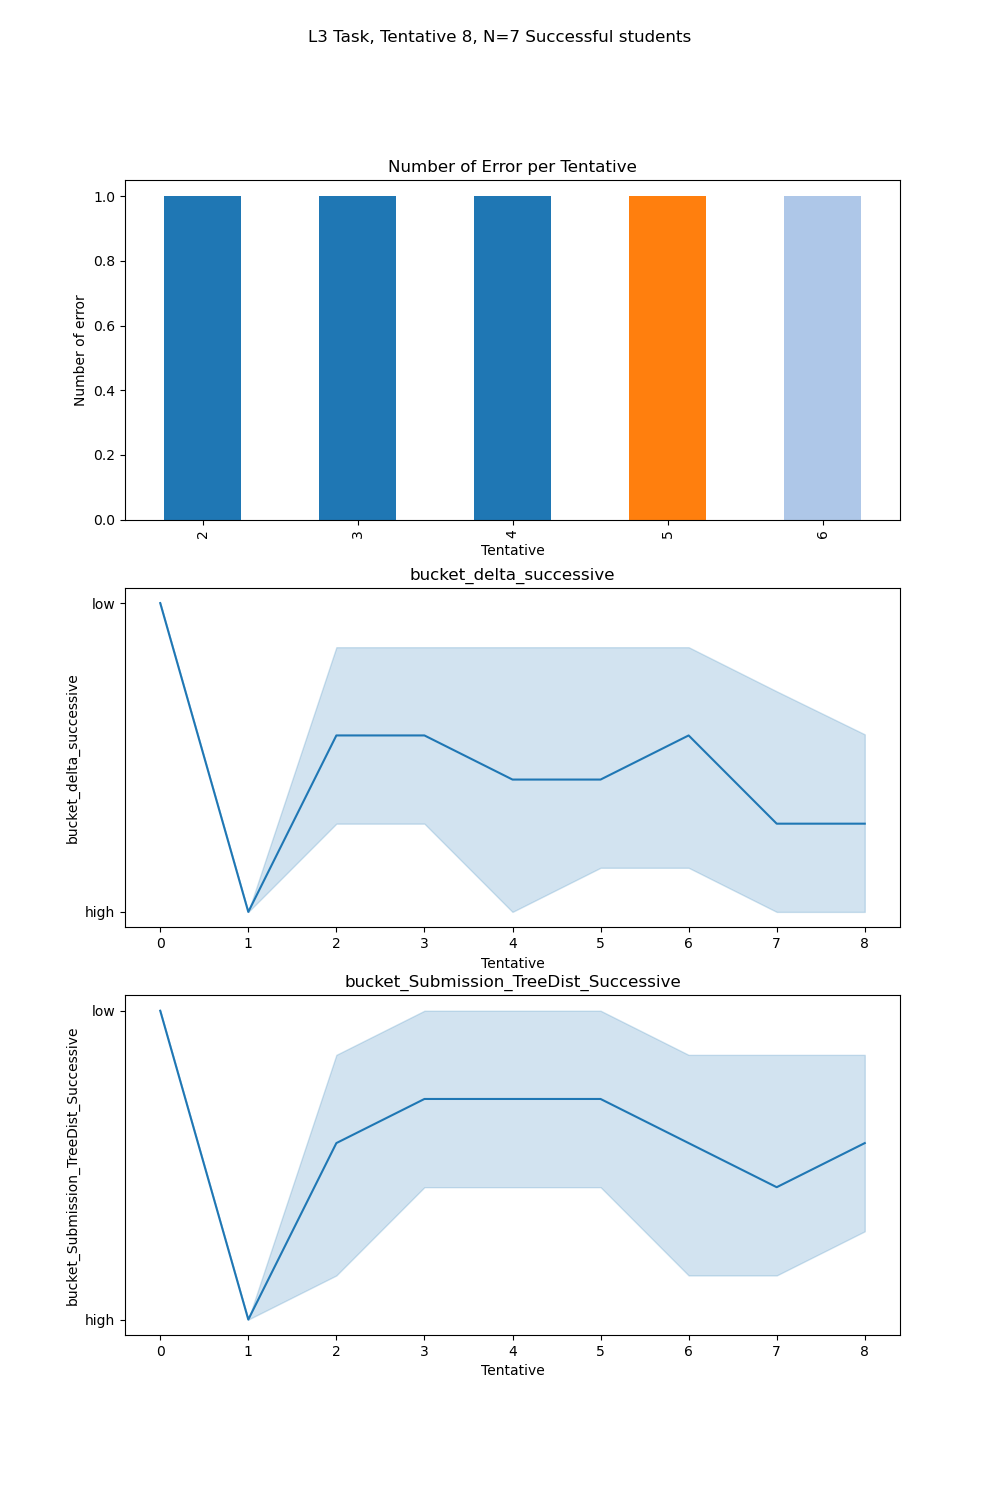 L3 Task, Tentative 8, N=7 Successful students
Number of Error per Tentative
1.0
0.8
0.6
0.4
0.2
0.0
Number of error
2 3 4 5 6
Tentative
bucket_delta_successive
low
high
bucket_delta_successive
0 1 2 3 4 5 6 7 8
Tentative
bucket_Submission_TreeDist_Successive
low
high
bucket_Submission_TreeDist_Successive
0 1 2 3 4 5 6 7 8
Tentative